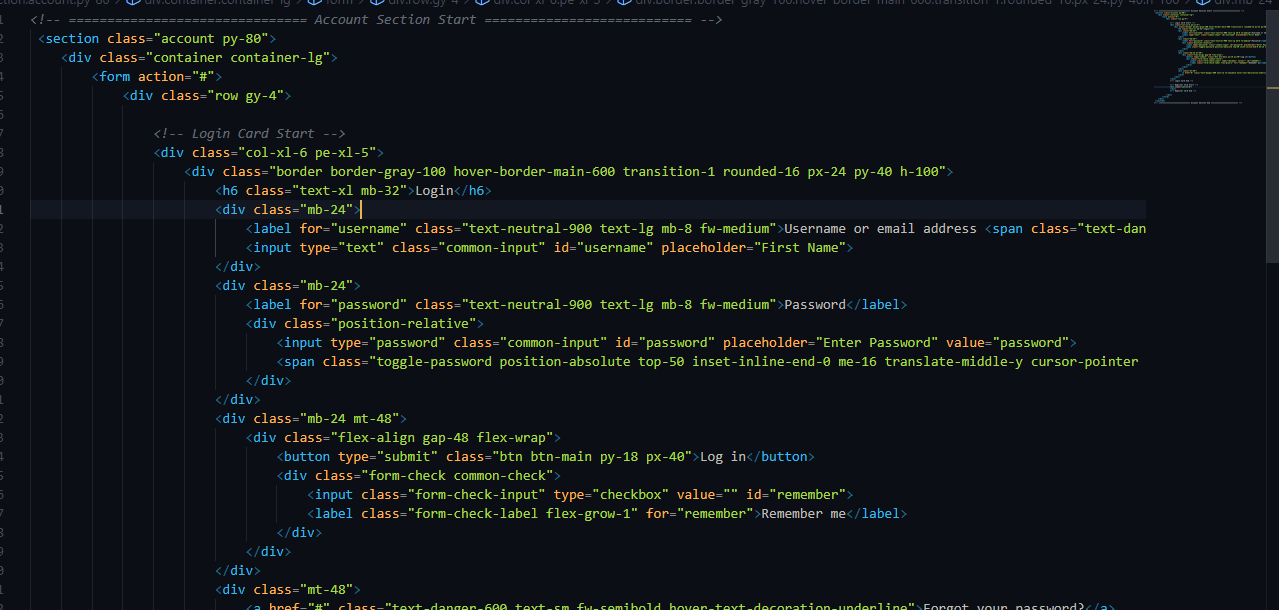 ction.account.py-80 > div.container.container-lg > form > div.row.gy-4 > div.col-xl-6.pe-xl-5 > div.border.border-gray-100.hover-border-main-600.transition-1.rounded-16.px-24.py-40.h-100 > div.mb-24
<!-- =============================== Account Section Start =========================== -->
<section class="account py-80">
<div class="container container-lg">
<form action="#">
<div class="row gy-4">
<!-- Login Card Start -->
<div class="col-xl-6 pe-xl-5">
<div class="border border-gray-100 hover-border-main-600 transition-1 rounded-16 px-24 py-40 h-100">
<h6 class="text-xl mb-32">Login</h6>
<div class="mb-24">
<label for="username" class="text-neutral-900 text-lg mb-8 fw-medium">Username or email address <span class="text-dan
<input type="text" class="common-input" id="username" placeholder="First Name">
</div>
<div class="mb-24">
<label for="password" class="text-neutral-900 text-lg mb-8 fw-medium">Password</label>
<div class="position-relative">
<input type="password" class="common-input" id="password" placeholder="Enter Password" value="password">
<span class="toggle-password position-absolute top-50 inset-inline-end-0 me-16 translate-middle-y cursor-pointer
</div>
</div>
<div class="mb-24 mt-48">
<div class="flex-align gap-48 flex-wrap">
<button type="submit" class="btn btn-main py-18 px-40">Log in</button>
<div class="form-check common-check">
<input class="form-check-input" type="checkbox" value="" id="remember">
<label class="form-check-label flex-grow-1" for="remember">Remember me</label>
</div>
</div>
</div>
<div class="mt-48">
<a href="#" class="text-danger-600 text-sm fw-semibold hover-text-decoration-underline">Forgot your password?</a>